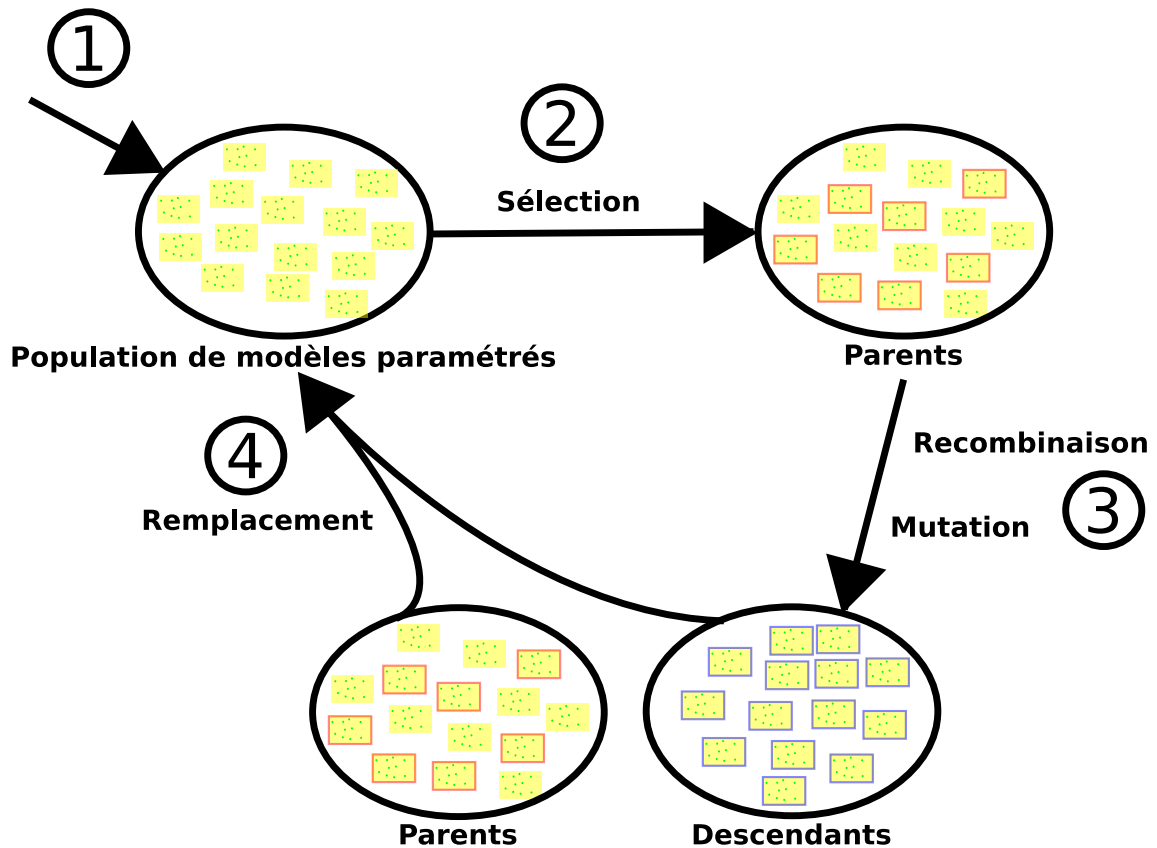 1
2
Sélection
Population de modèles paramétrés
Parents
Recombinaison
3
Mutation
4
Remplacement
Parents
Descendants